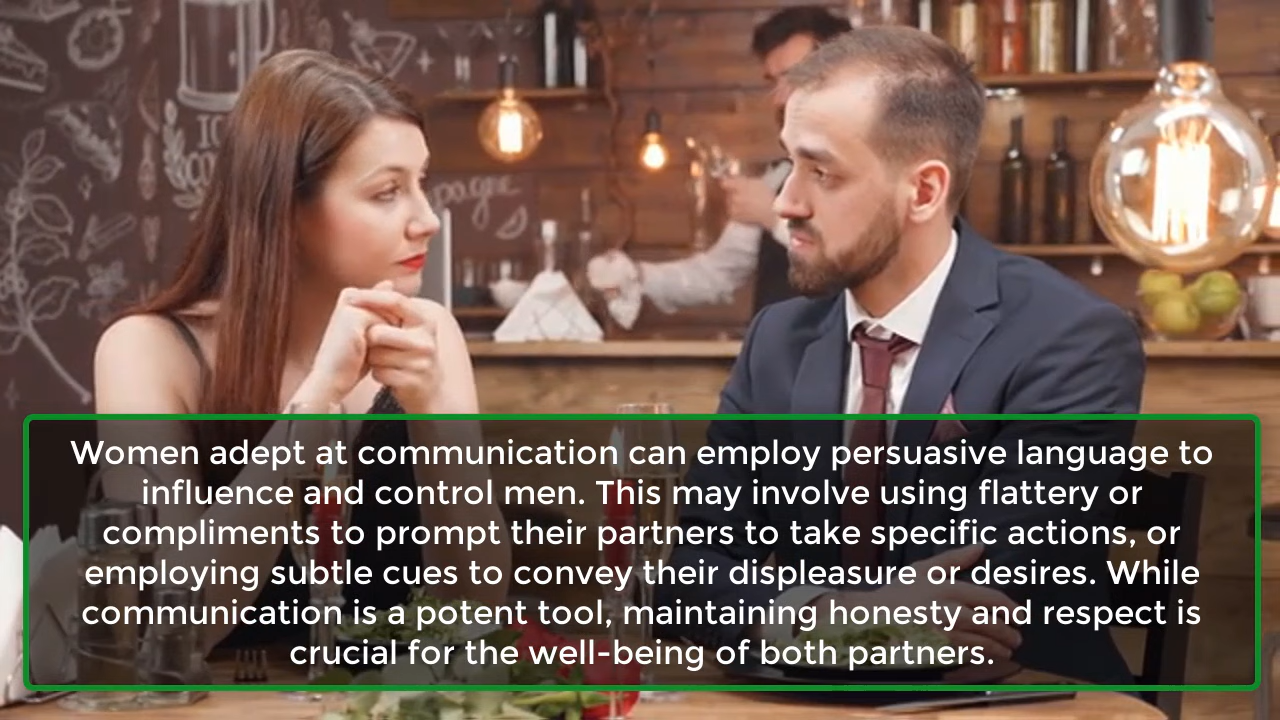 IC
pagne
Women adept at communication can employ persuasive language to
influence and control men. This may involve using flattery or
compliments to prompt their partners to take specific actions, or
employing subtle cues to convey their displeasure or desires. While
communication is a potent tool, maintaining honesty and respect is
crucial for the well-being of both partners.